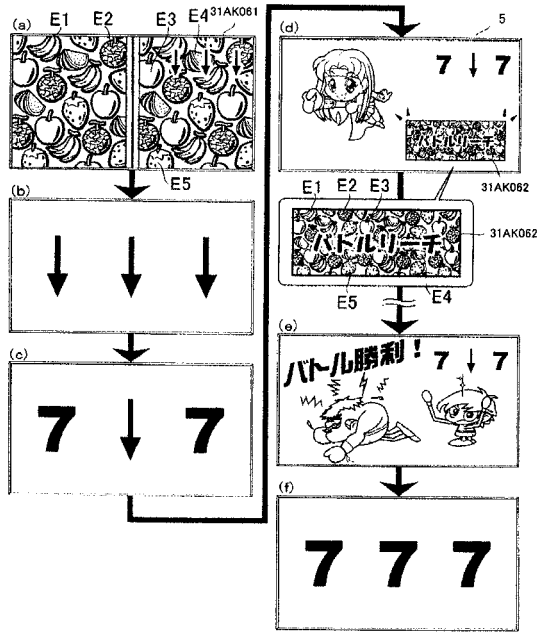 (a)
E1 E2 E3 E4 31AK061
E5
(b)
(c)
7 7
(d)
5
7 7
バトルリーチ
31AK062
E1 E2 E3
バトルリーチ
31AK062
E5 E4
(e)
バトル勝利!
7 7
(f)
7 7 7